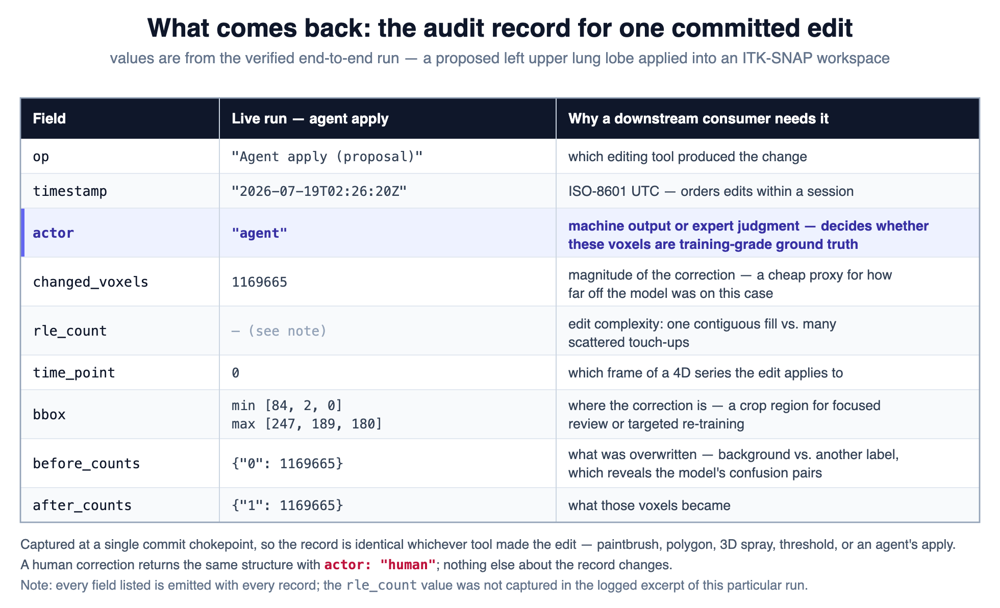 What comes back: the audit record for one committed edit
values are from the verified end-to-end run — a proposed left upper lung lobe applied into an ITK-SNAP workspace
Field
Live run — agent apply
Why a downstream consumer needs it
op
"Agent apply (proposal)"
which editing tool produced the change
timestamp
"2026-07-19T02:26:20Z"
ISO-8601 UTC — orders edits within a session
actor
"agent"
machine output or expert judgment — decides whether
these voxels are training-grade ground truth
changed_voxels
1169665
magnitude of the correction — a cheap proxy for how
far off the model was on this case
rle_count
— (see note)
edit complexity: one contiguous fill vs. many
scattered touch-ups
time_point
0
which frame of a 4D series the edit applies to
bbox
min [84, 2, 0]
max [247, 189, 180]
where the correction is — a crop region for focused
review or targeted re-training
before_counts
{"0": 1169665}
what was overwritten — background vs. another label,
which reveals the model's confusion pairs
after_counts
{"1": 1169665}
what those voxels became
Captured at a single commit chokepoint, so the record is identical whichever tool made the edit — paintbrush, polygon, 3D spray, threshold, or an agent's apply.
A human correction returns the same structure with actor: "human"; nothing else about the record changes.
Note: every field listed is emitted with every record; the rle_count value was not captured in the logged excerpt of this particular run.